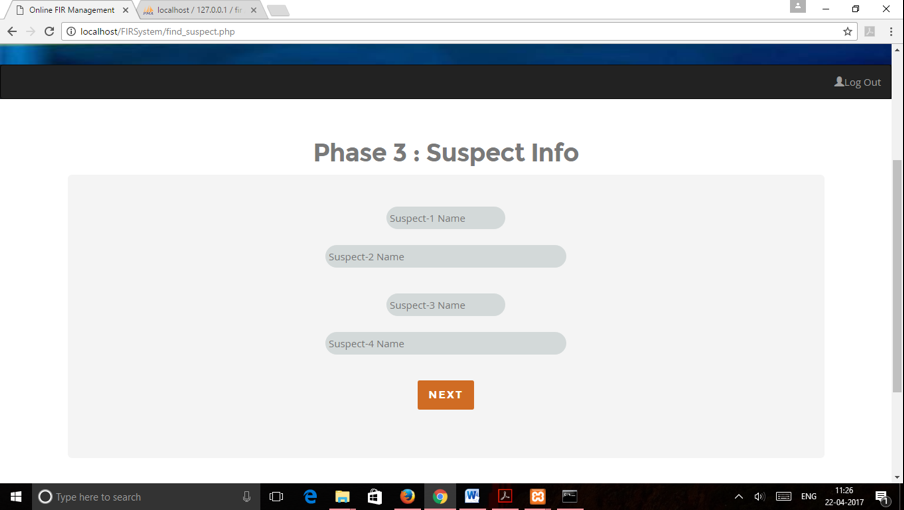 Online FIR Management
localhost / 127.0.0.1 / fir
localhost/FIRSystem/find_suspect.php
Log Out
Phase 3 : Suspect Info
Suspect-1 Name
Suspect-2 Name
Suspect-3 Name
Suspect-4 Name
NEXT
Type here to search
ENG
11:26
22-04-2017
1